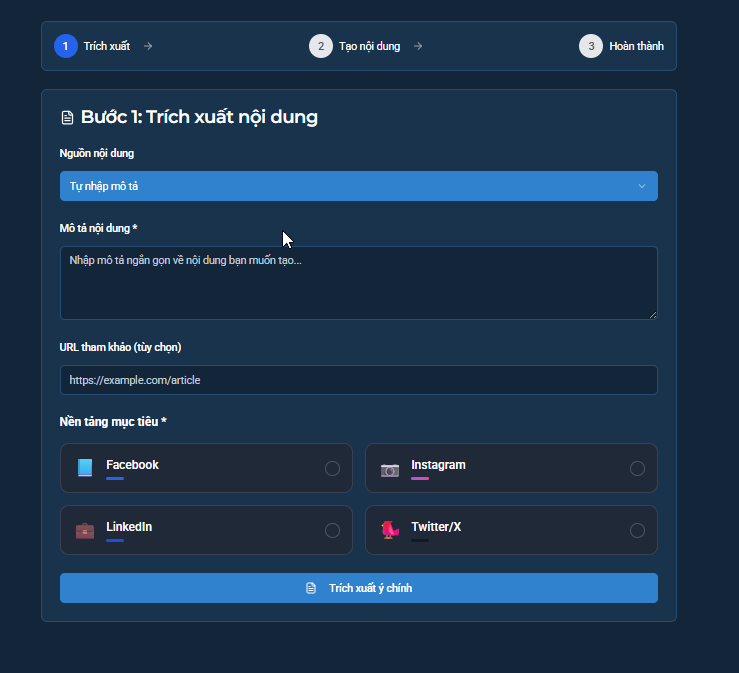 1 Trích xuất → 2 Tạo nội dung → 3 Hoàn thành
Bước 1: Trích xuất nội dung
Nguồn nội dung
Tự nhập mô tả
Mô tả nội dung *
Nhập mô tả ngắn gọn về nội dung bạn muốn tạo...
URL tham khảo (tùy chọn)
https://example.com/article
Nền tảng mục tiêu *
Facebook
Instagram
LinkedIn
Twitter/X
Trích xuất ý chính